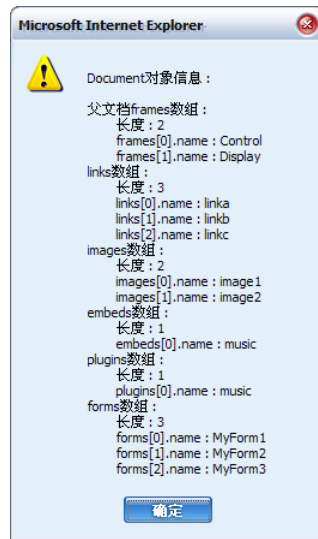 Microsoft Internet Explorer
Document对象信息：
父文档frames数组：
长度：2
frames[0].name：Control
frames[1].name：Display
links数组：
长度：3
links[0].name：linka
links[1].name：linkb
links[2].name：linkc
images数组：
长度：2
images[0].name：image1
images[1].name：image2
embeds数组：
长度：1
embeds[0].name：music
plugins数组：
长度：1
plugins[0].name：music
forms数组：
长度：3
forms[0].name：MyForm1
forms[1].name：MyForm2
forms[2].name：MyForm3
确定